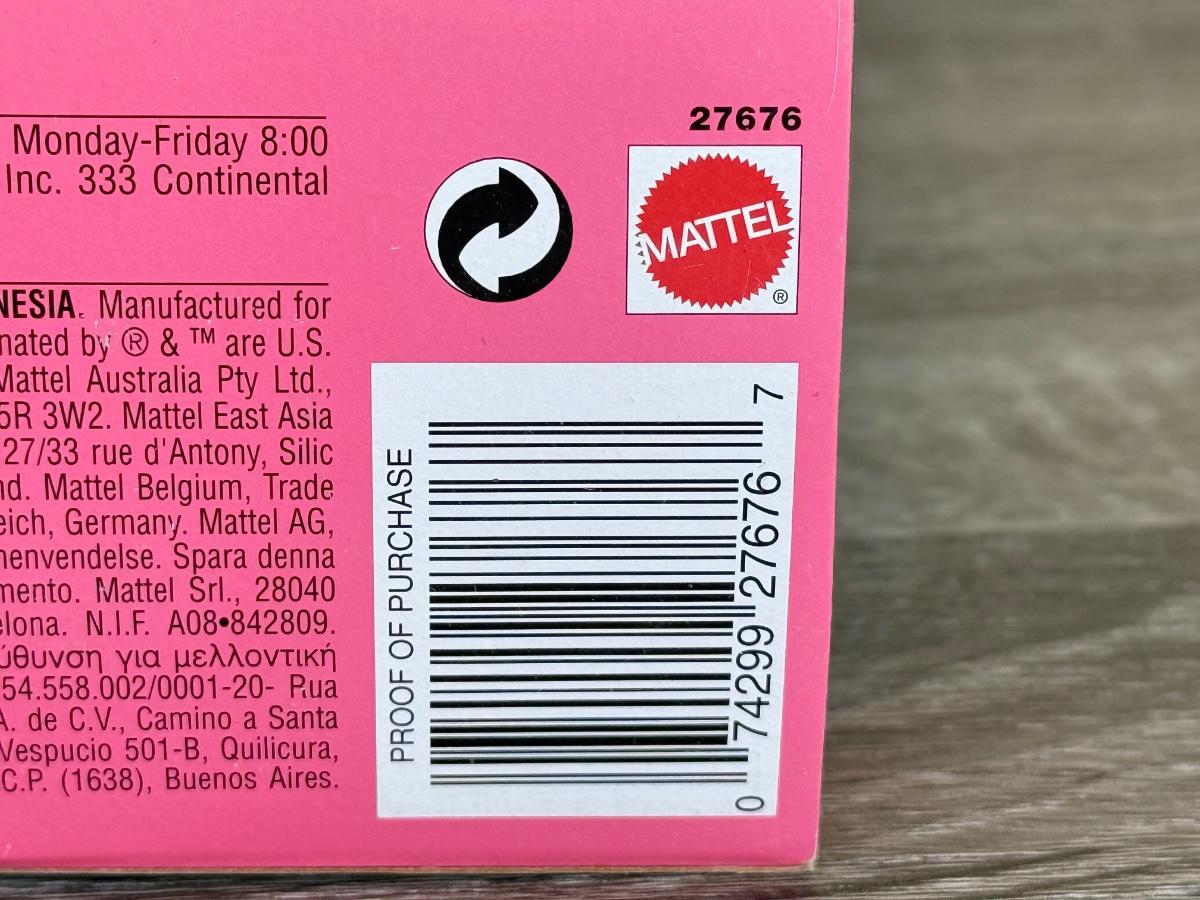 Monday-Friday 8:00
Inc. 333 Continental
NESIA. Manufactured for
nated by ® & ™ are U.S.
Mattel Australia Pty Ltd.,
5R 3W2. Mattel East Asia
27/33 rue d'Antony, Silic
nd. Mattel Belgium, Trade
eich, Germany. Mattel AG,
nenvendelse. Spara denna
mento. Mattel Srl., 28040
elona. N.I.F. A08•842809.
ύθυνση για μελλοντική
54.558.002/0001-20- Rua
A. de C.V., Camino a Santa
Vespucio 501-B, Quilicura,
C.P. (1638), Buenos Aires.
27676
MATTEL
®
PROOF OF PURCHASE
0 74299 27676 7